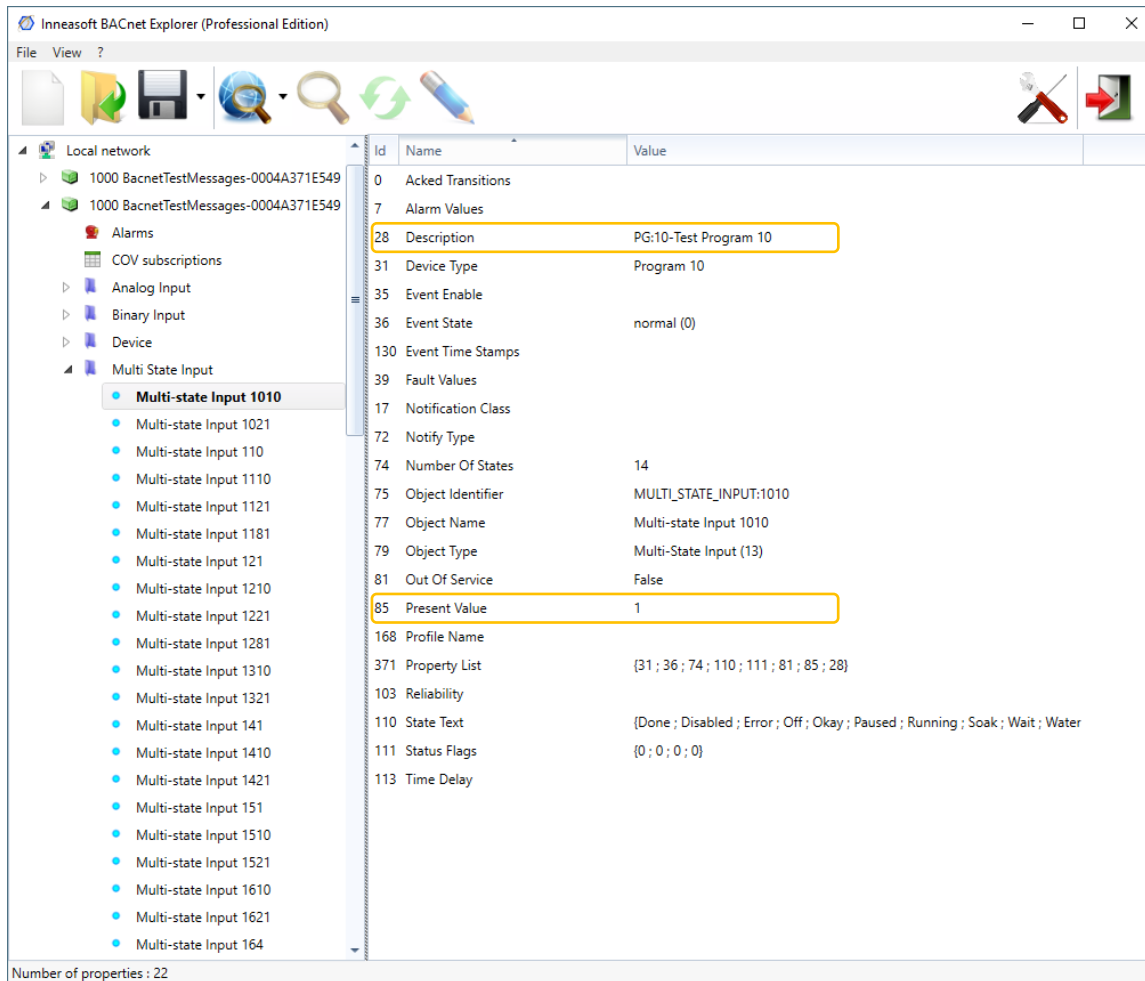 Inneasoft BACnet Explorer (Professional Edition)
File View ?
Local network
1000 BacnetTestMessages-0004A371E549
1000 BacnetTestMessages-0004A371E549
Alarms
COV subscriptions
Analog Input
Binary Input
Device
Multi State Input
Multi-state Input 1010
Multi-state Input 1021
Multi-state Input 110
Multi-state Input 1110
Multi-state Input 1121
Multi-state Input 1181
Multi-state Input 121
Multi-state Input 1210
Multi-state Input 1221
Multi-state Input 1281
Multi-state Input 1310
Multi-state Input 1321
Multi-state Input 141
Multi-state Input 1410
Multi-state Input 1421
Multi-state Input 151
Multi-state Input 1510
Multi-state Input 1521
Multi-state Input 1610
Multi-state Input 1621
Multi-state Input 164
Id Name Value
0 Acked Transitions
7 Alarm Values
28 Description PG:10-Test Program 10
31 Device Type Program 10
35 Event Enable
36 Event State normal (0)
130 Event Time Stamps
39 Fault Values
17 Notification Class
72 Notify Type
74 Number Of States 14
75 Object Identifier MULTI_STATE_INPUT:1010
77 Object Name Multi-state Input 1010
79 Object Type Multi-State Input (13)
81 Out Of Service False
85 Present Value 1
168 Profile Name
371 Property List {31 ; 36 ; 74 ; 110 ; 111 ; 81 ; 85 ; 28}
103 Reliability
110 State Text {Done ; Disabled ; Error ; Off ; Okay ; Paused ; Running ; Soak ; Wait ; Water
111 Status Flags {0 ; 0 ; 0 ; 0}
113 Time Delay
Number of properties : 22